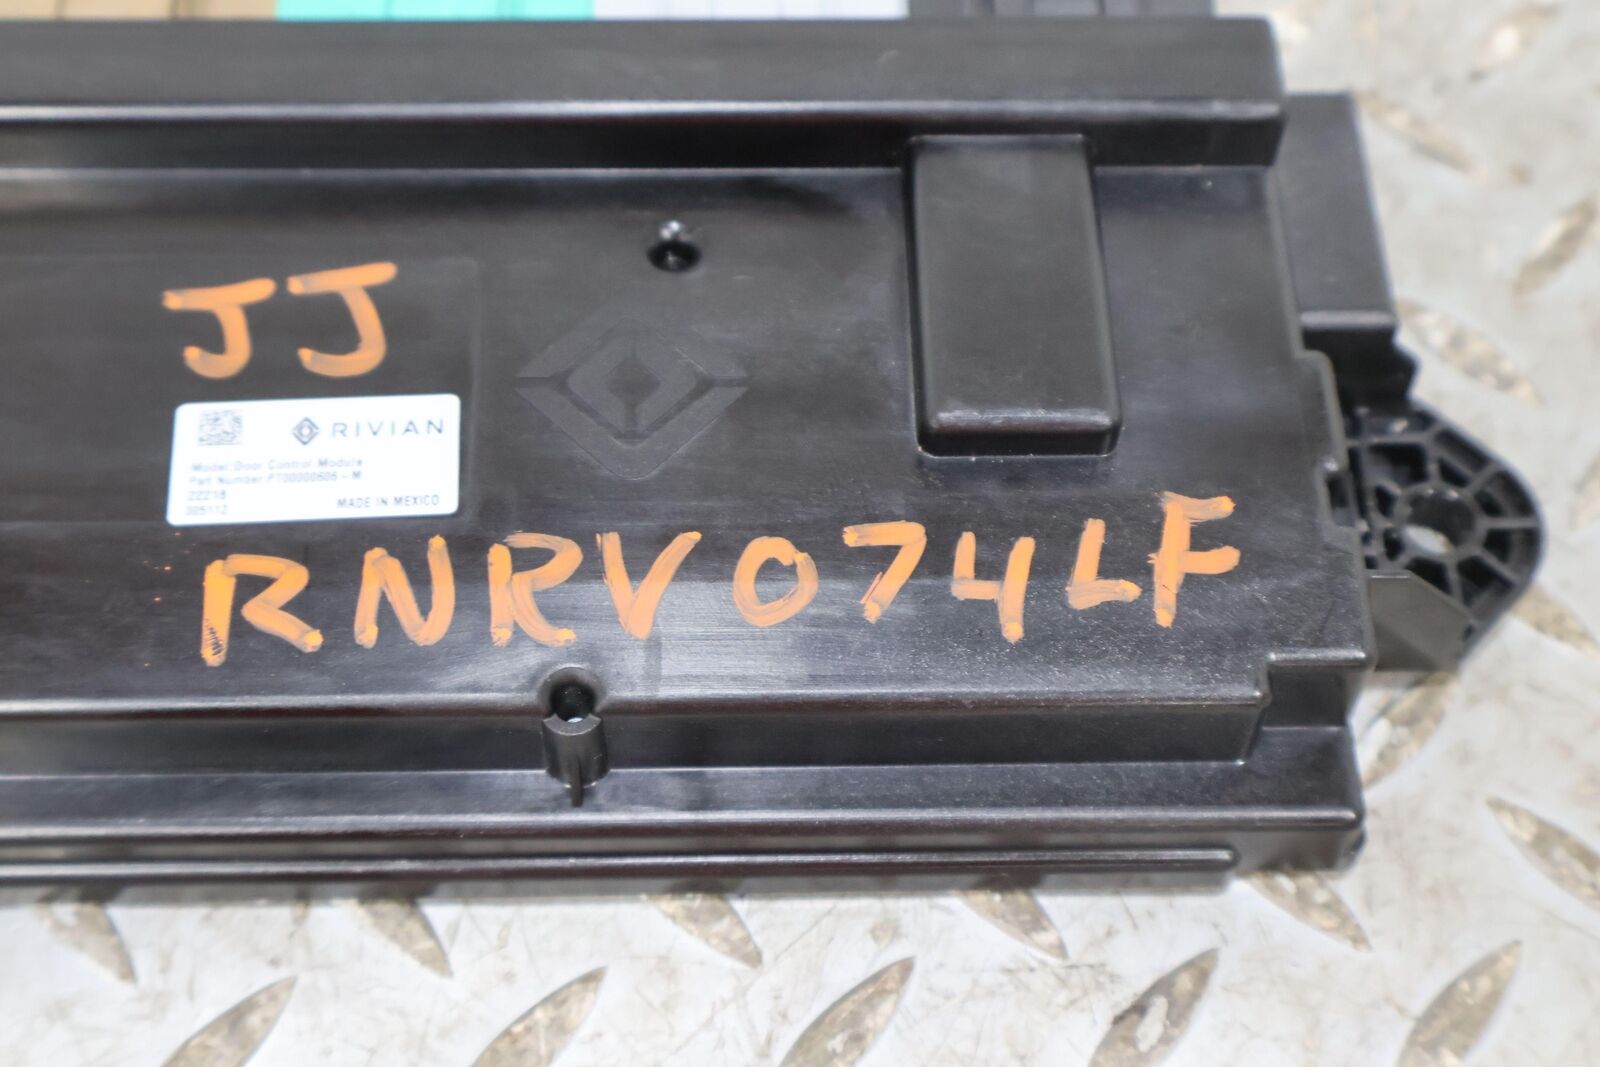 JJ
RIVIAN
Model:Door Control Module
Part Number:PT00000606-M
22218
305112
MADE IN MEXICO
RNRV074LF